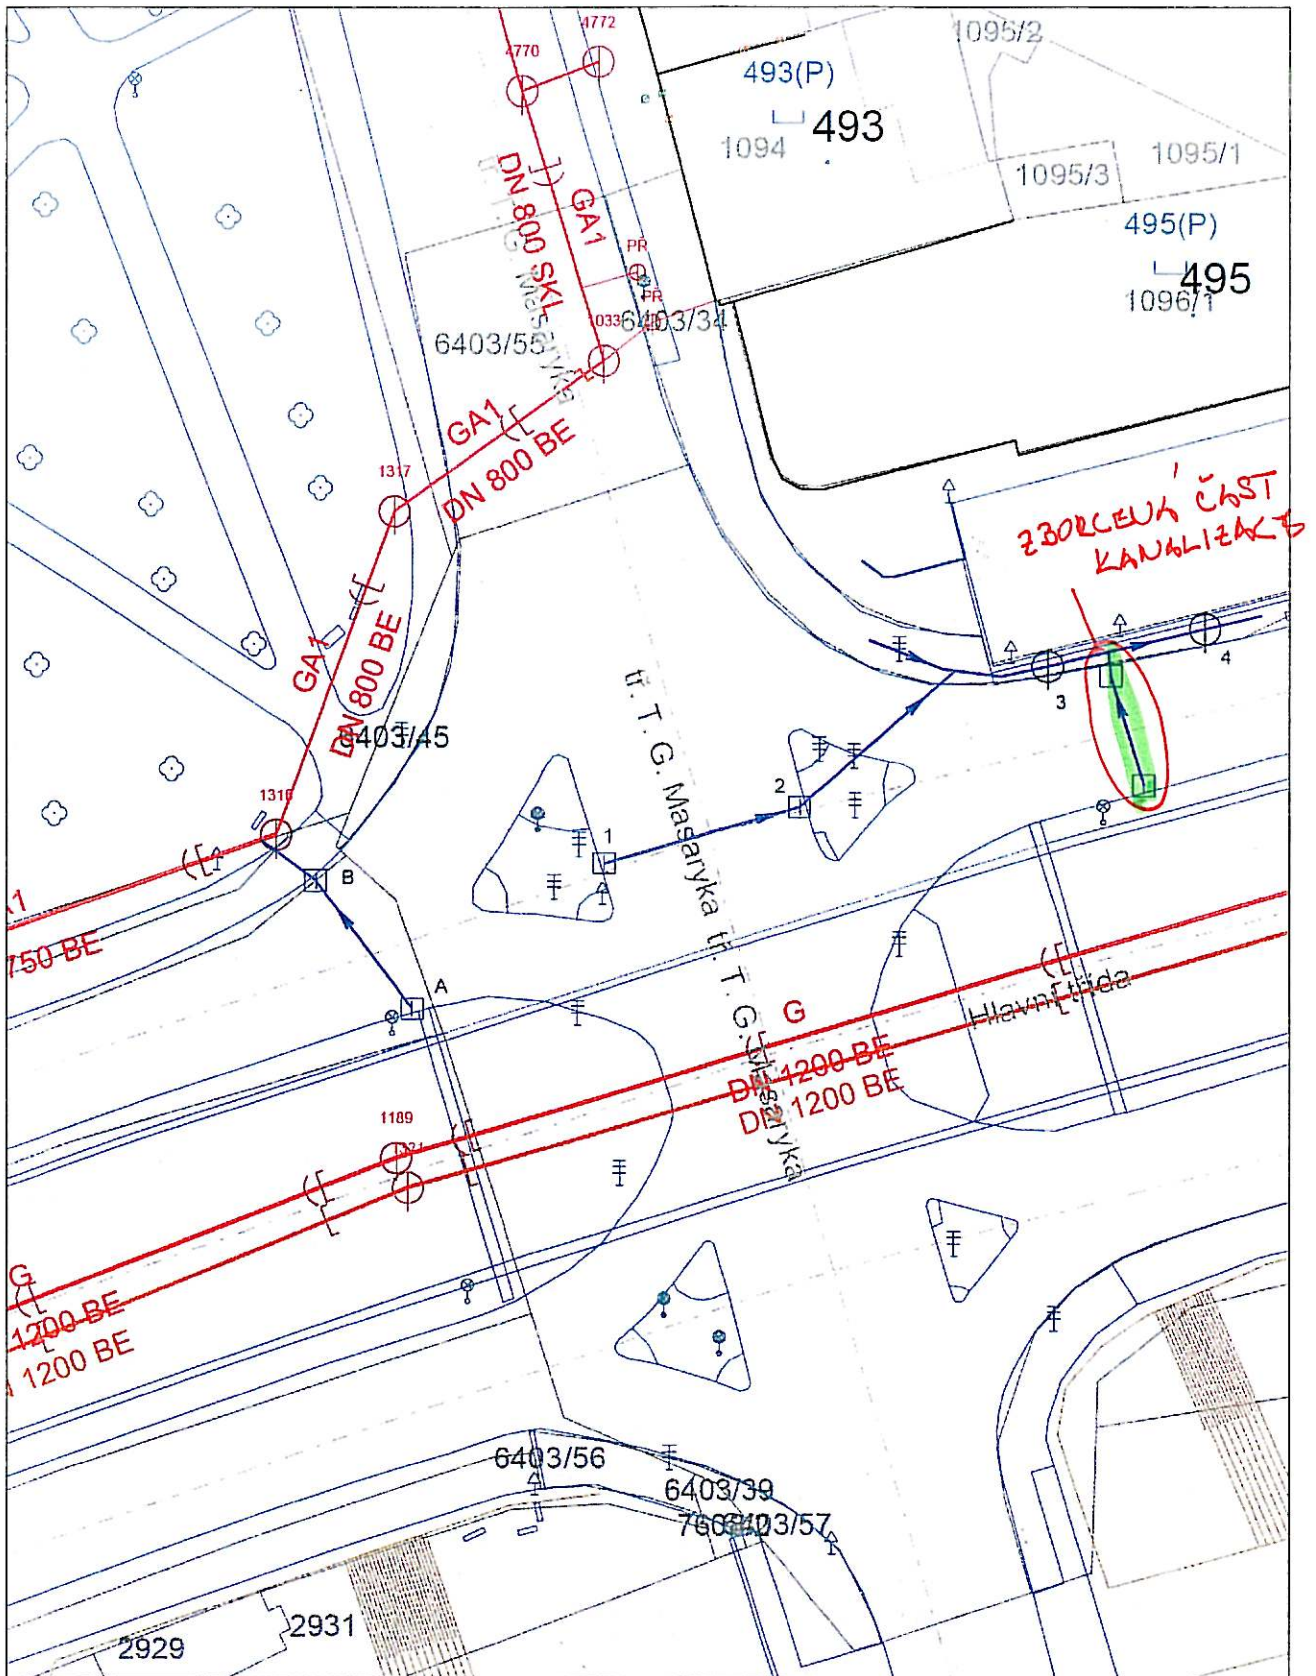 4772
4770
1095/2
493(P)
493
1094
1095/1
1095/3
DN 800 SKL
GA1
495(P)
495
1096/1
PR
PR
1033
6403/34
6403/55
GA1
DN 800 BE
1317
ZBORCENÁ ČÁST
KANALIZACE
GA1
DN 800 BE
6403/45
tř. T. G. Masaryka
tř. T. G. Masaryka
3
4
2
1
1316
B
A
750 BE
G
Hlavní třída
DN 1200 BE
DN 1200 BE
1189
G
1200 BE
1200 BE
6403/56
6403/39
6403/57
2931
2929